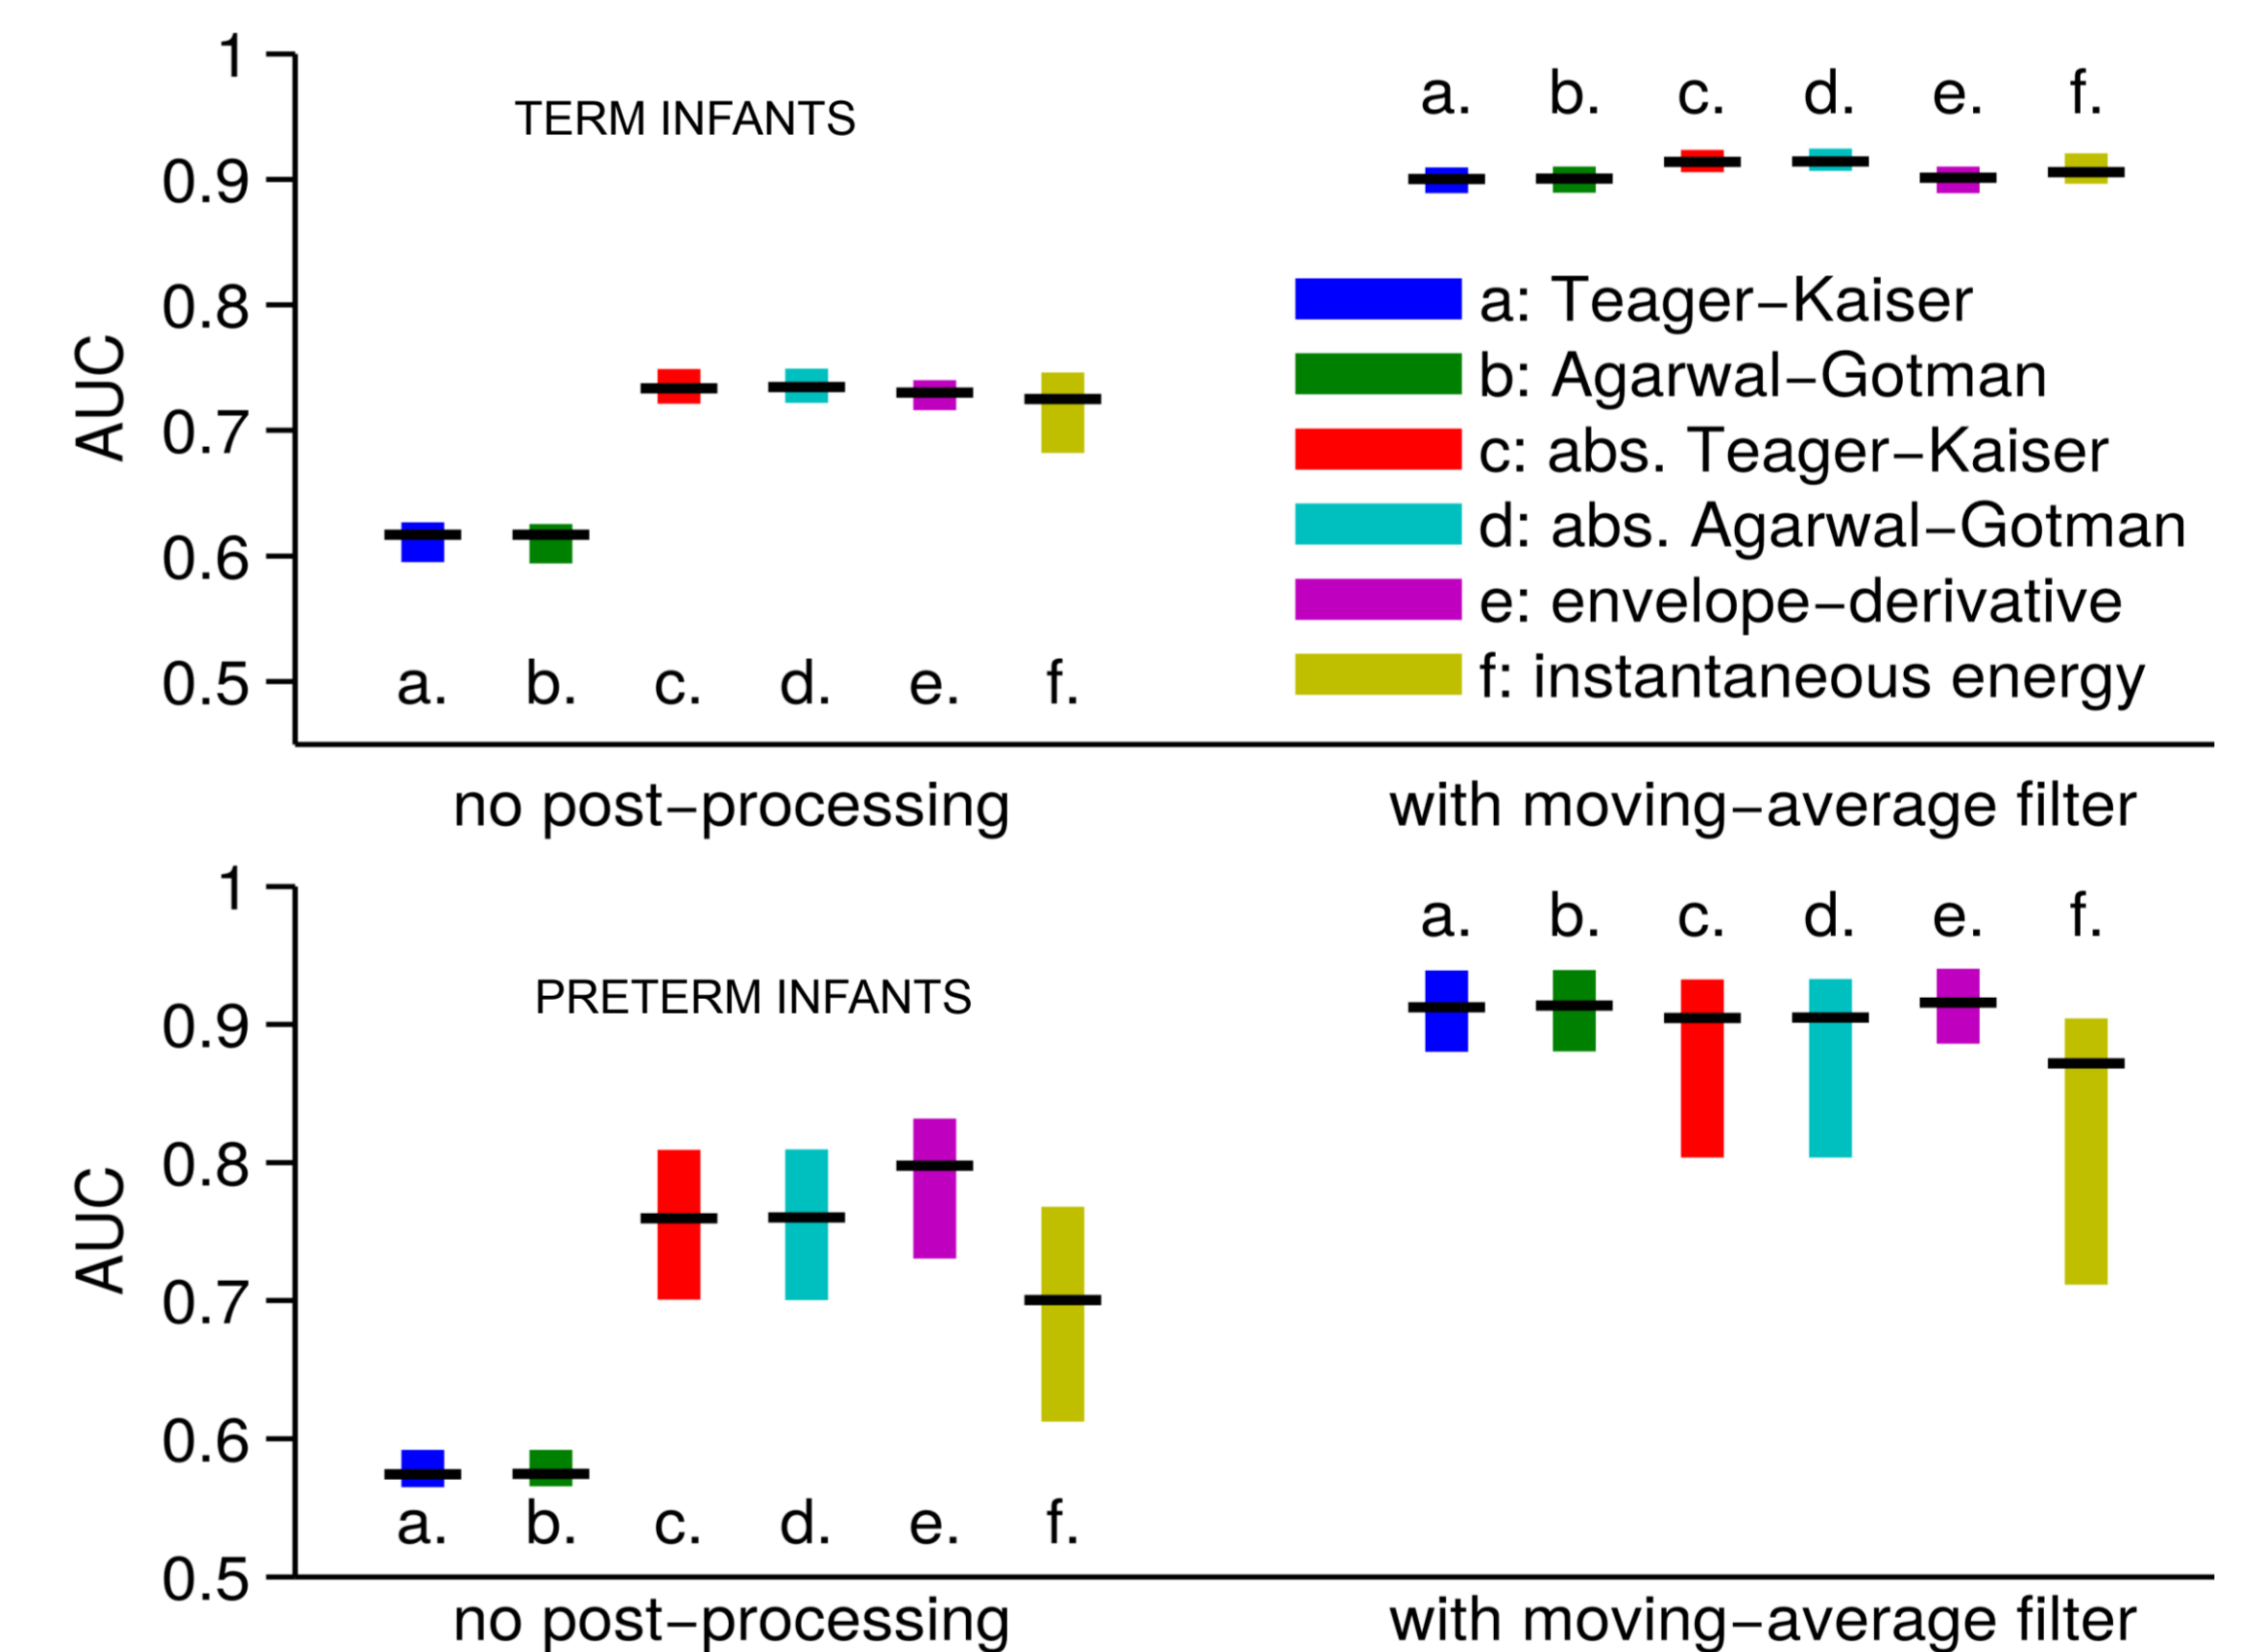 1
TERM INFANTS
a. b. c. d. e. f.
0.9
0.8
0.7
0.6
0.5
AUC
a: Teager–Kaiser
b: Agarwal–Gotman
c: abs. Teager–Kaiser
d: abs. Agarwal–Gotman
e: envelope–derivative
f: instantaneous energy
a. b. c. d. e. f.
no post–processing
with moving–average filter
1
a. b. c. d. e. f.
PRETERM INFANTS
0.9
0.8
0.7
0.6
0.5
AUC
a. b. c. d. e. f.
no post–processing
with moving–average filter